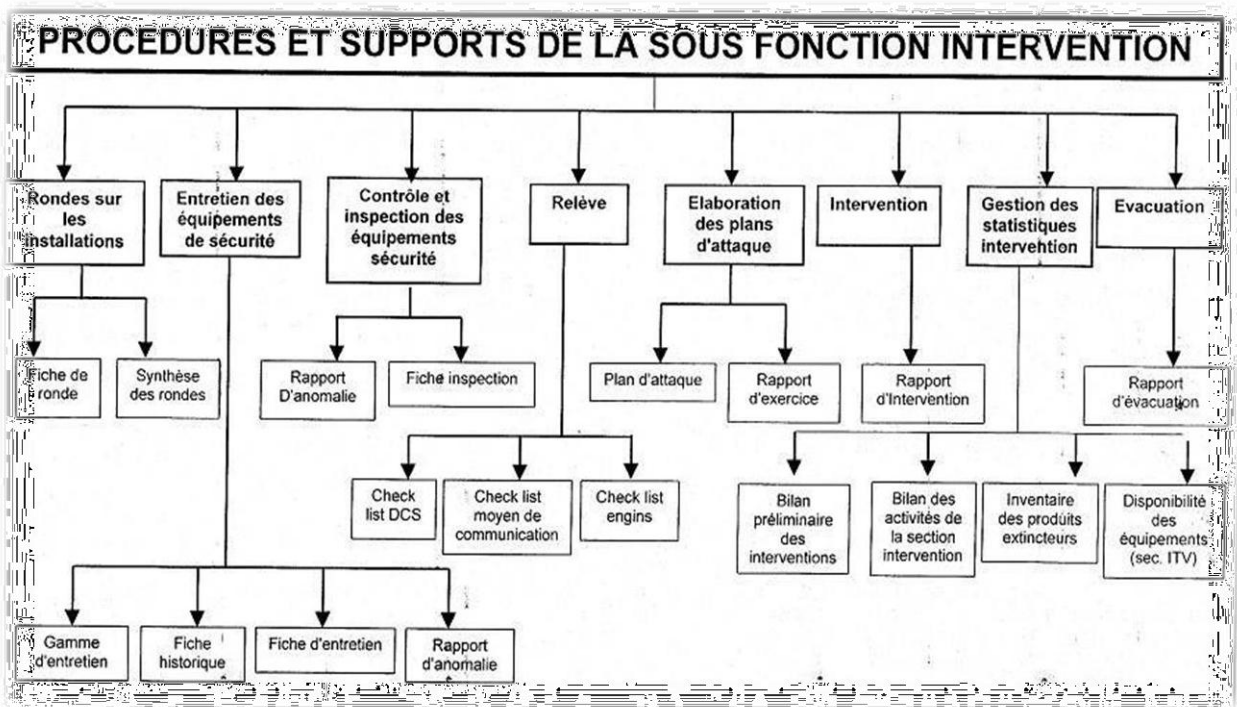 PROCEDURES ET SUPPORTS DE LA SOUS FONCTION INTERVENTION
Rondes sur
les
installations
Entretien des
équipements
de sécurité
Contrôle et
inspection des
équipements
sécurité
Relève
Elaboration
des plans
d'attaque
Intervention
Gestion des
statistiques
intervention
Evacuation
Fiche de
ronde
Synthèse
des rondes
Rapport
D'anomalie
Fiche inspection
Plan d'attaque
Rapport
d'exercice
Rapport
d'Intervention
Rapport
d'évacuation
Check
list DCS
Check list
moyen de
communication
Check list
engins
Bilan
préliminaire
des
interventions
Bilan des
activités de
la section
intervention
Inventaire
des produits
extincteurs
Disponibilité
des
équipements
(sec. ITV)
Gamme
d'entretien
Fiche
historique
Fiche d'entretien
Rapport
d'anomalie